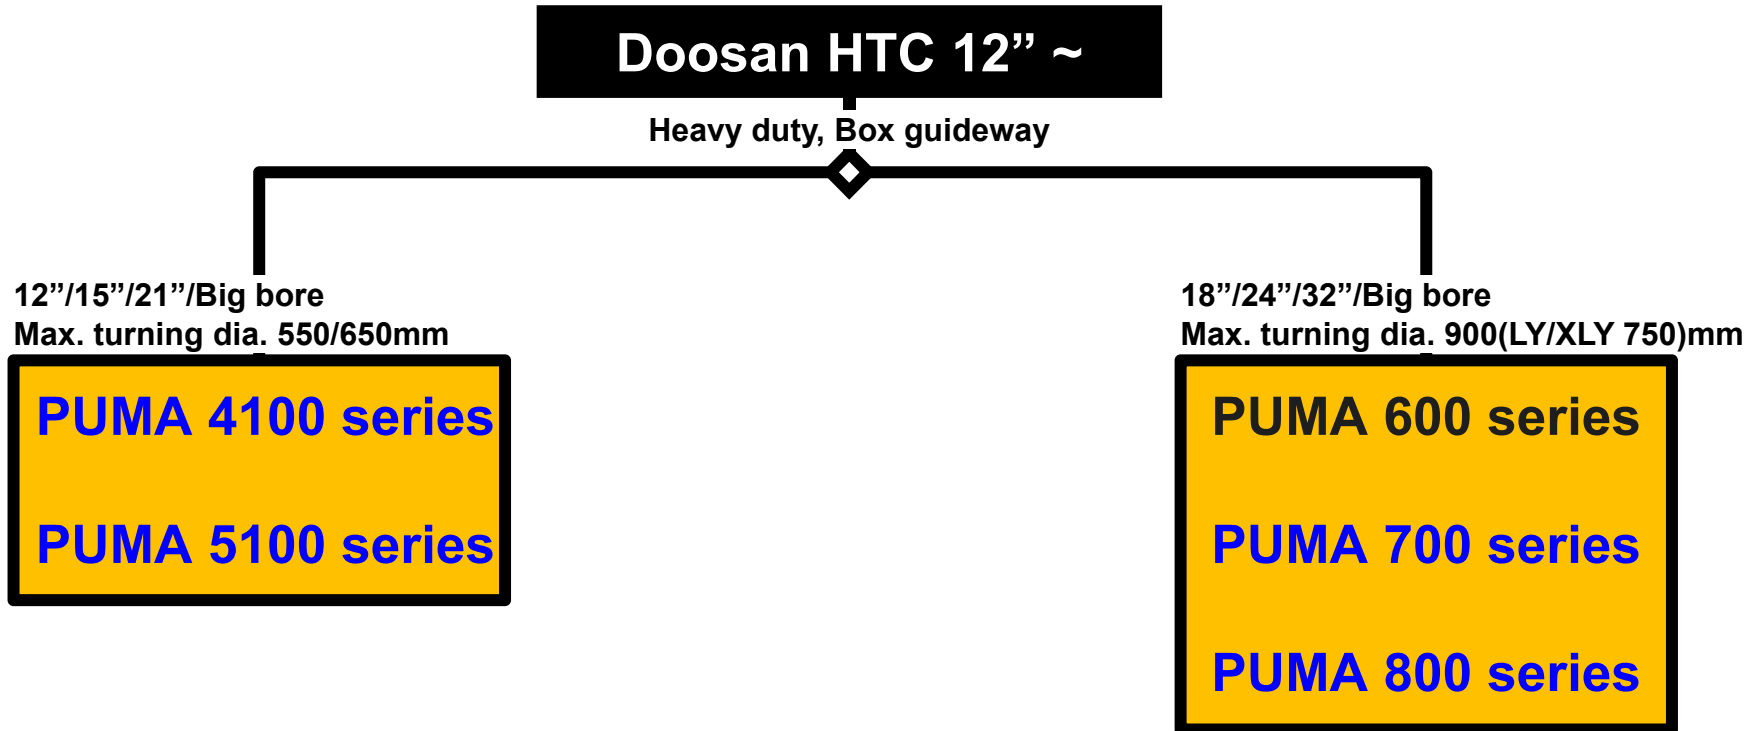 Doosan HTC 12” ~
Heavy duty, Box guideway
12”/15”/21”/Big bore
Max. turning dia. 550/650mm
PUMA 4100 series
PUMA 5100 series
18”/24”/32”/Big bore
Max. turning dia. 900(LY/XLY 750)mm
PUMA 600 series
PUMA 700 series
PUMA 800 series